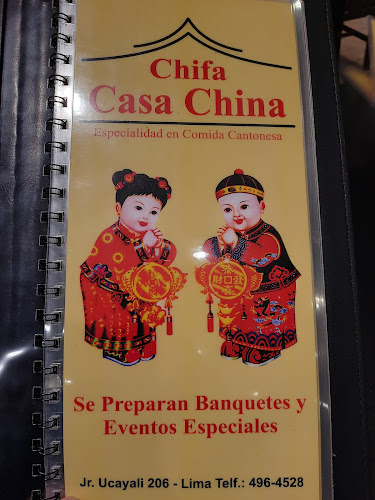 Chifa
Casa China
Especialidad en Comida Cantonesa
Se Preparan Banquetes y
Eventos Especiales
Jr. Ucayali 206 - Lima Telf.: 496-4528